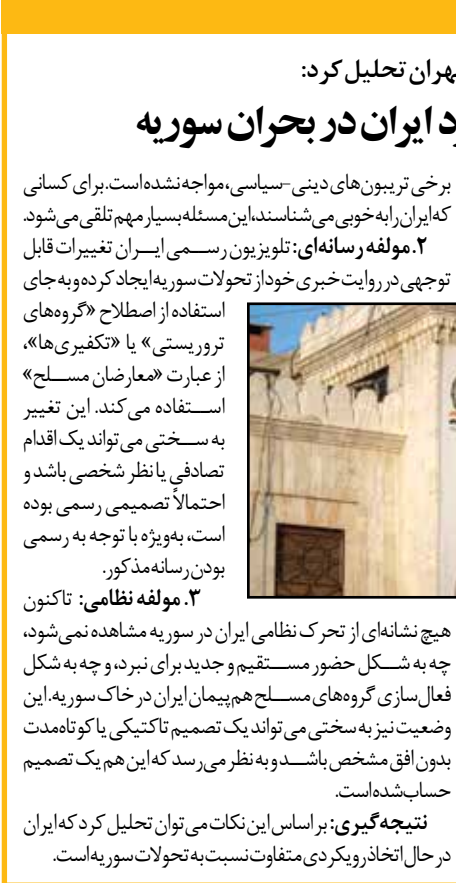 هران تحلیل کرد:
د ایران در بحران سوریه
برخی تریبون‌های دینی-سیاسی، مواجه نشده است. برای کسانی
که ایران را به خوبی می‌شناسند، این مسئله بسیار مهم تلقی می‌شود.
۲. مولفه رسانه‌ای: تلویزیون رسمی ایران تغییرات قابل
توجهی در روایت خبری خود از تحولات سوریه ایجاد کرده و به جای
استفاده از اصطلاح «گروه‌های
تروریستی» یا «تکفیری‌ها»،
از عبارت «معارضان مسلح»
استفاده می‌کند. این تغییر
به سختی می‌تواند یک اقدام
تصادفی یا نظر شخصی باشد و
احتمالاً تصمیمی رسمی بوده
است، به‌ویژه با توجه به رسمی
بودن رسانه مذکور.
۳. مولفه نظامی: تاکنون
هیچ نشانه‌ای از تحرک نظامی ایران در سوریه مشاهده نمی‌شود،
چه به شکل حضور مستقیم و جدید برای نبرد، و چه به شکل
فعال‌سازی گروه‌های مسلح هم‌پیمان ایران در خاک سوریه. این
وضعیت نیز به سختی می‌تواند یک تصمیم تاکتیکی یا کوتاه‌مدت
بدون افق مشخص باشد و به نظر می‌رسد که این هم یک تصمیم
حساب‌شده است.
نتیجه‌گیری: بر اساس این نکات می‌توان تحلیل کرد که ایران
در حال اتخاذ رویکردی متفاوت نسبت به تحولات سوریه است.